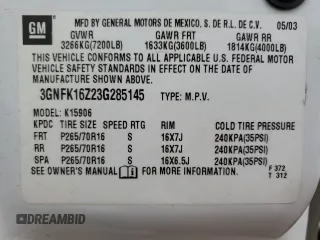 GM
MFD BY GENERAL MOTORS DE MEXICO, S. DE R.L. DE C.V. 05/03
GVWR GAWR FRT GAWR RR
3266KG(7200LB) 1633KG(3600LB) 1814KG(4000LB)
THIS VEHICLE CONFORMS TO ALL APPLICABLE U.S. FEDERAL MOTOR
VEHICLE SAFETY STANDARDS IN EFFECT ON THE DATE OF
MANUFACTURE SHOWN ABOVE.
3GNFK16Z23G285145 TYPE: M.P.V.
MODEL: K15906
KPDC TIRE SIZE SPEED RTG RIM COLD TIRE PRESSURE
FRT P265/70R16 S 16X7J 240KPA(35PSI)
RR P265/70R16 S 16X7J 240KPA(35PSI)
SPA P265/70R16 S 16X6.5J 240KPA(35PSI)
SEE OWNER'S MANUAL FOR MORE INFORMATION.
F 372
T 312
DREAMBID